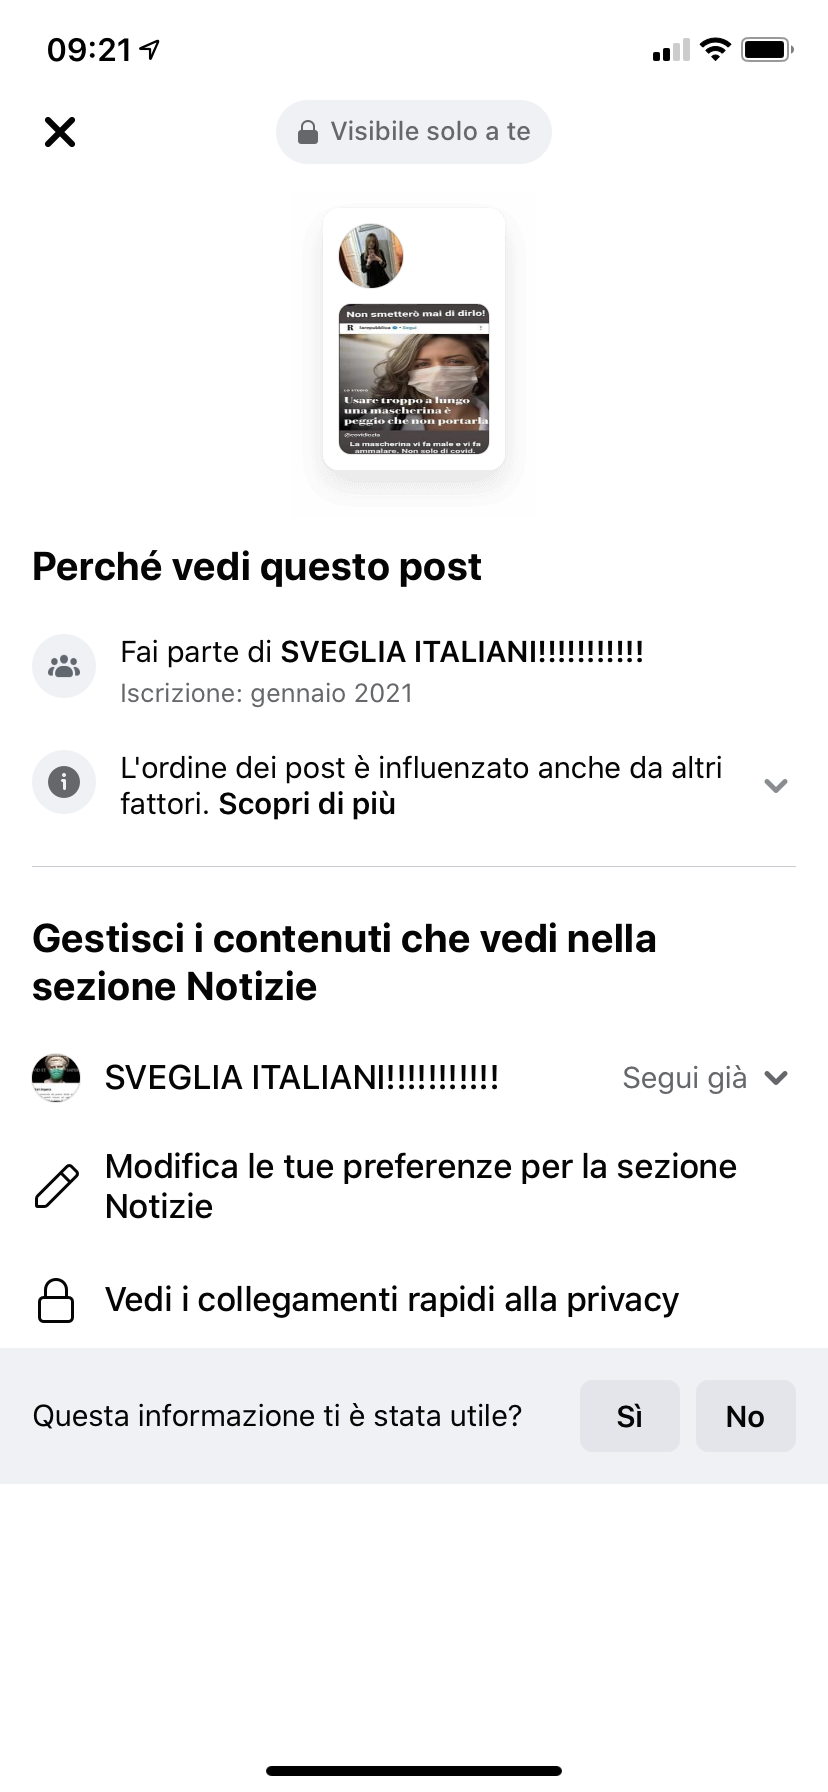 09:21
Visibile solo a te
Non smetterò mai di dirlo!
R larepubblica • Segui
LO STUDIO
Usare troppo a lungo
una mascherina è
peggio che non portarla
@covidiozia
La mascherina vi fa male e vi fa
ammalare. Non solo di covid.
Perché vedi questo post
Fai parte di SVEGLIA ITALIANI!!!!!!!!!!!
Iscrizione: gennaio 2021
L'ordine dei post è influenzato anche da altri
fattori. Scopri di più
Gestisci i contenuti che vedi nella
sezione Notizie
SVEGLIA ITALIANI!!!!!!!!!!! Segui già
Modifica le tue preferenze per la sezione
Notizie
Vedi i collegamenti rapidi alla privacy
Questa informazione ti è stata utile? Sì No